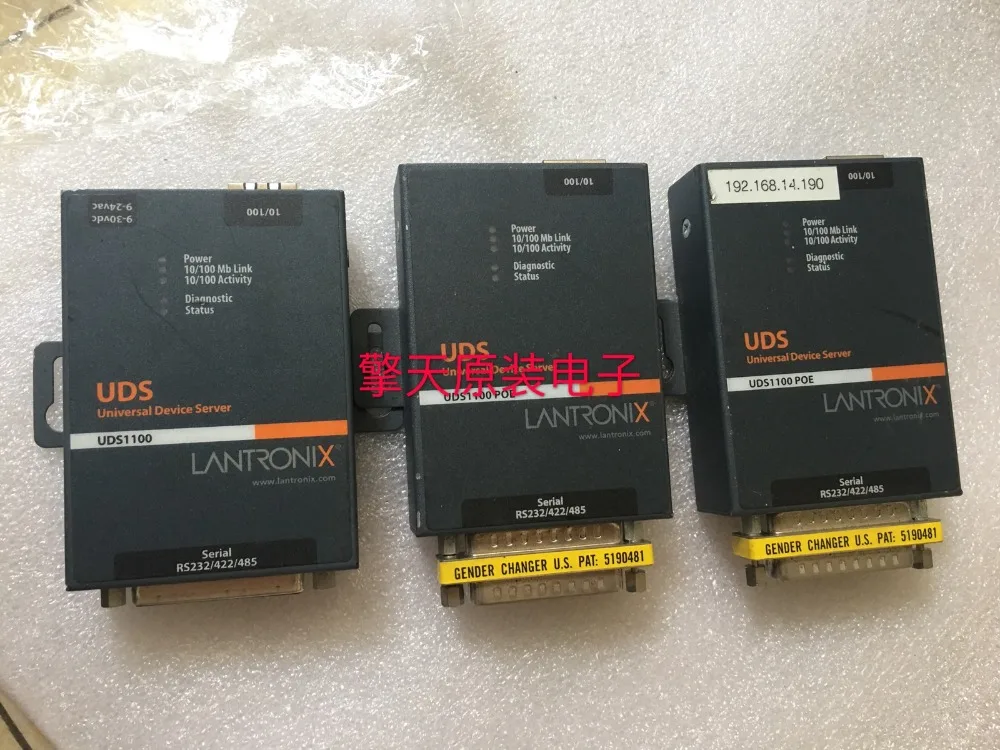 9-30vdc
9-24vac
10/100
Power
10/100 Mb Link
10/100 Activity
Diagnostic
Status
UDS
Universal Device Server
UDS1100
LANTRONIX
www.lantronix.com
Serial
RS232/422/485
10/100
Power
10/100 Mb Link
10/100 Activity
Diagnostic
Status
UDS
Universal Device Server
UDS1100 POE
LANTRONIX
www.lantronix.com
Serial
RS232/422/485
GENDER CHANGER U.S. PAT: 5190481
192.168.14.190
10/100
Power
10/100 Mb Link
10/100 Activity
Diagnostic
Status
UDS
Universal Device Server
UDS1100 POE
LANTRONIX
www.lantronix.com
Serial
RS232/422/485
GENDER CHANGER U.S. PAT: 5190481
擎天原装电子